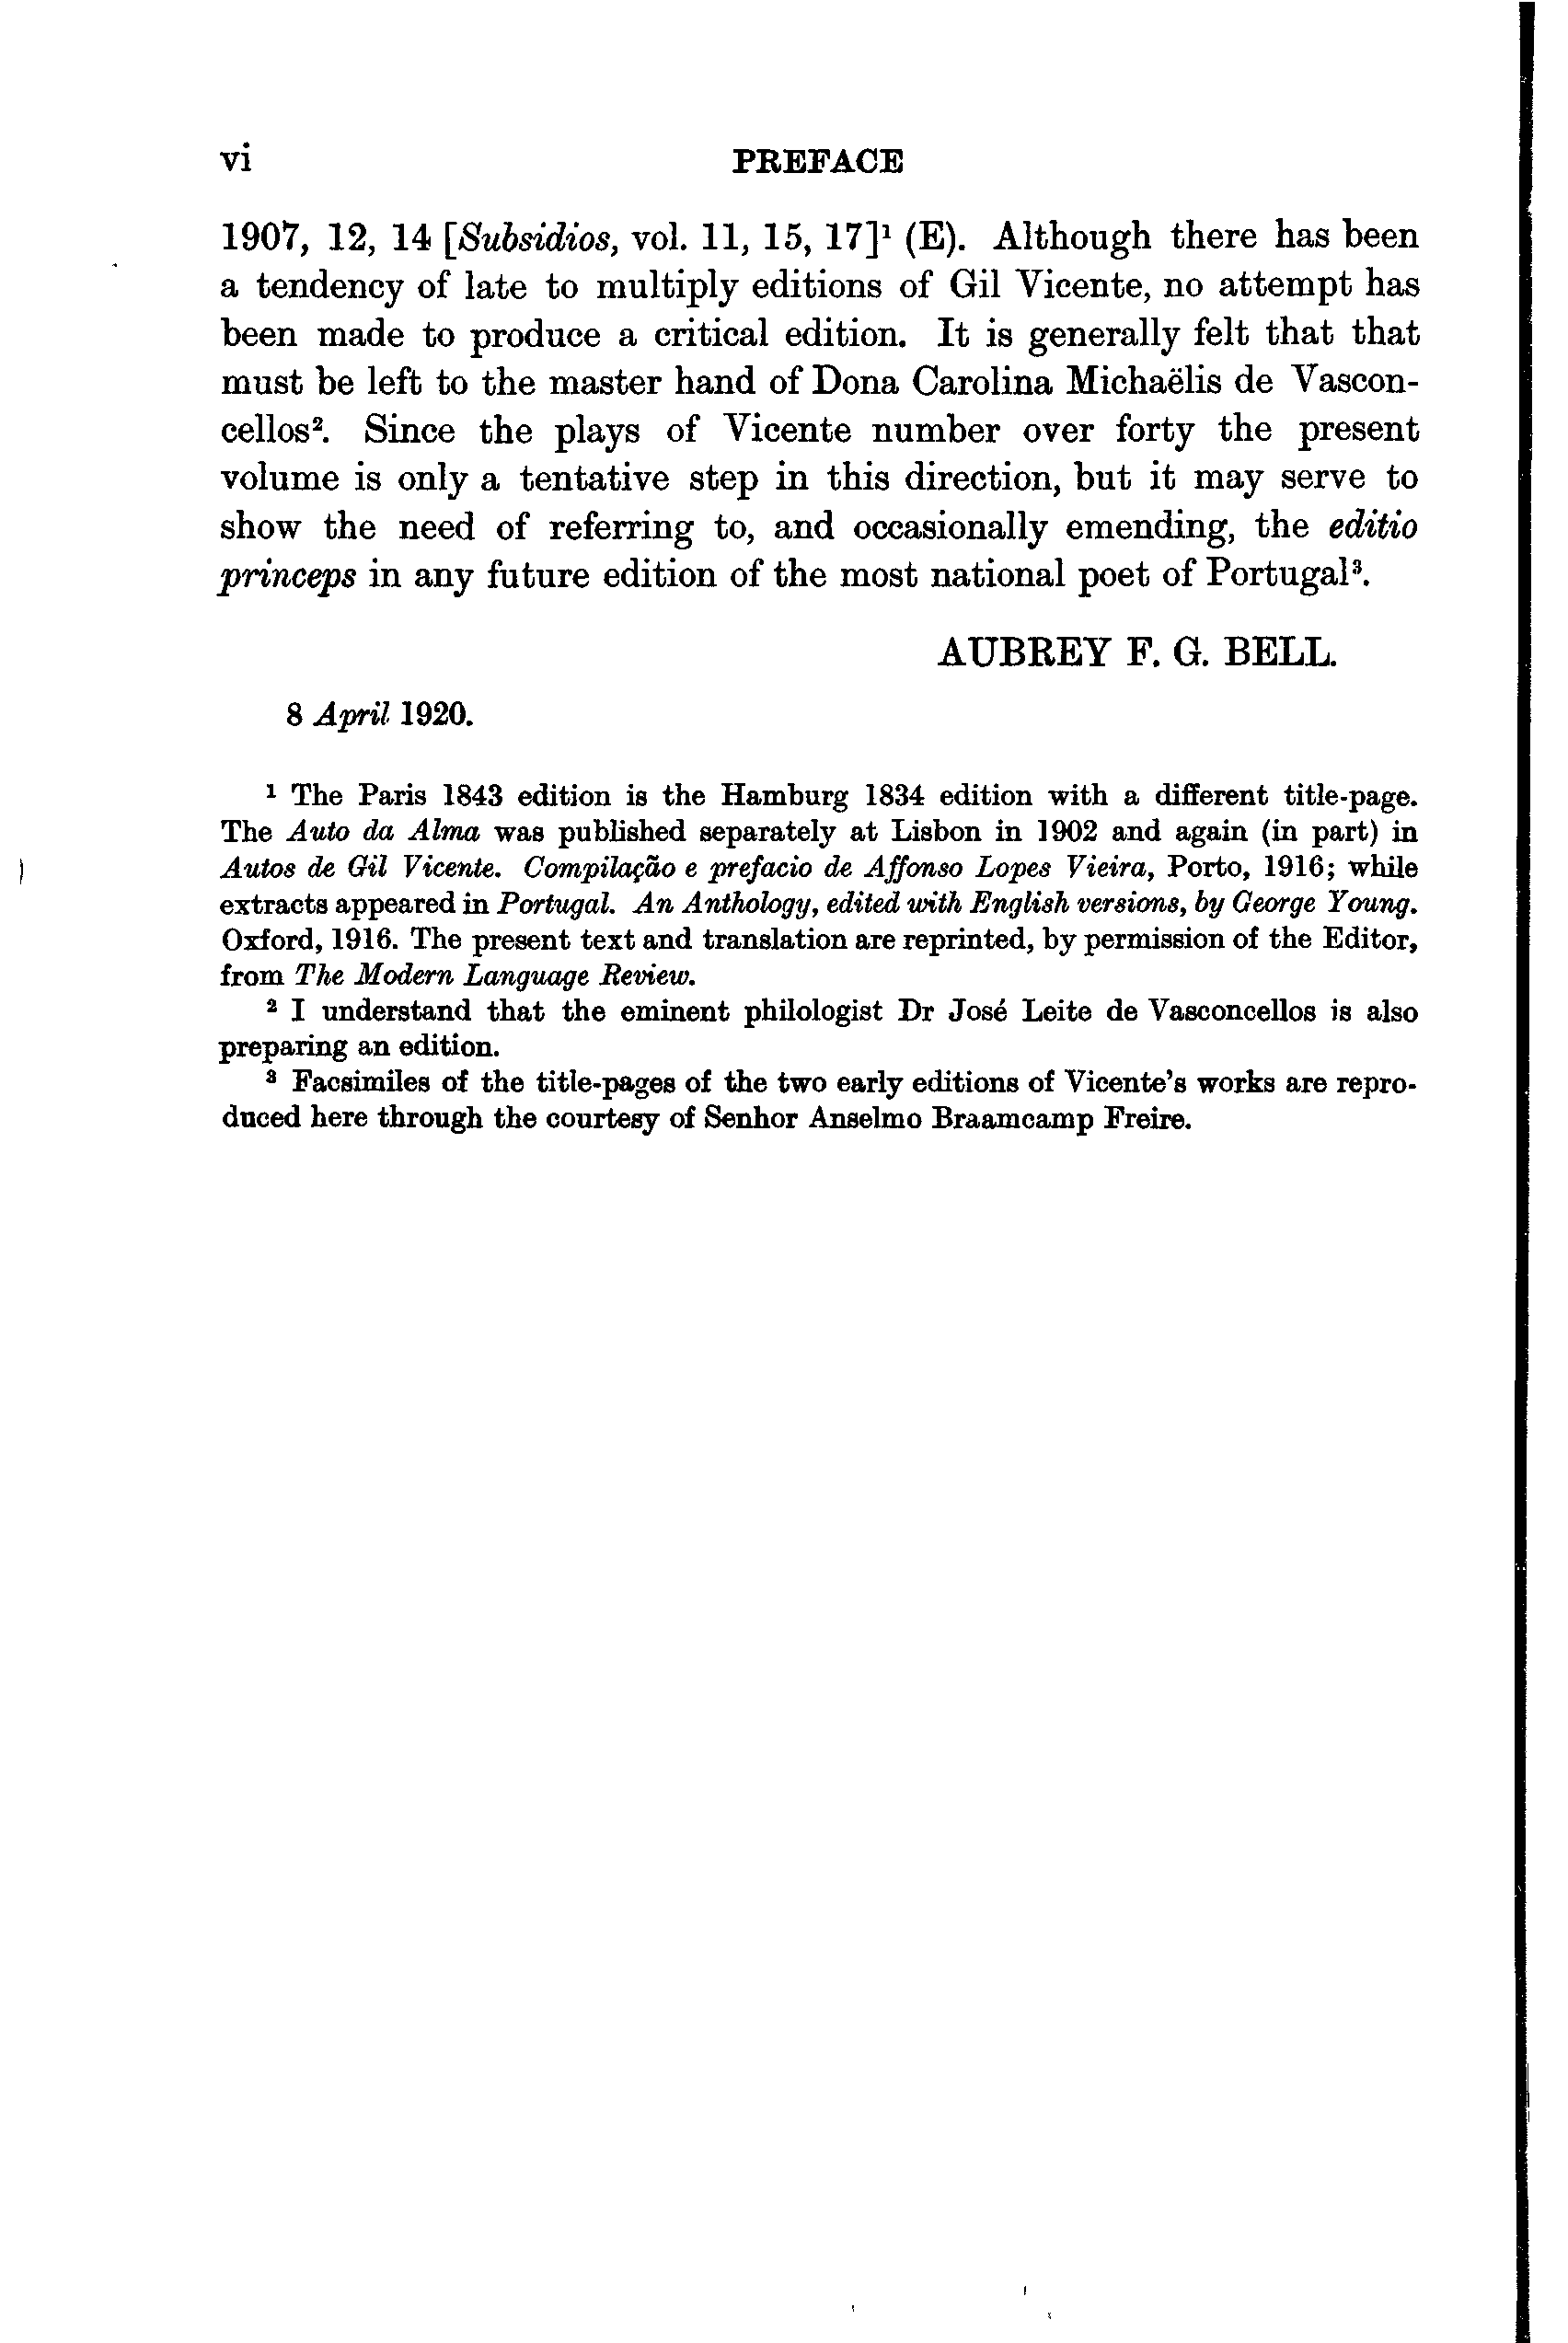 vi PREFACE
1907, 12, 14 [Subsidios, vol. 11, 15, 17]¹ (E). Although there has been
a tendency of late to multiply editions of Gil Vicente, no attempt has
been made to produce a critical edition. It is generally felt that that
must be left to the master hand of Dona Carolina Michaëlis de Vascon-
cellos². Since the plays of Vicente number over forty the present
volume is only a tentative step in this direction, but it may serve to
show the need of referring to, and occasionally emending, the editio
princeps in any future edition of the most national poet of Portugal³.
AUBREY F. G. BELL.
8 April 1920.
¹ The Paris 1843 edition is the Hamburg 1834 edition with a different title-page.
The Auto da Alma was published separately at Lisbon in 1902 and again (in part) in
Autos de Gil Vicente. Compilação e prefacio de Affonso Lopes Vieira, Porto, 1916; while
extracts appeared in Portugal. An Anthology, edited with English versions, by George Young.
Oxford, 1916. The present text and translation are reprinted, by permission of the Editor,
from The Modern Language Review.
² I understand that the eminent philologist Dr José Leite de Vasconcellos is also
preparing an edition.
³ Facsimiles of the title-pages of the two early editions of Vicente's works are repro-
duced here through the courtesy of Senhor Anselmo Braamcamp Freire.